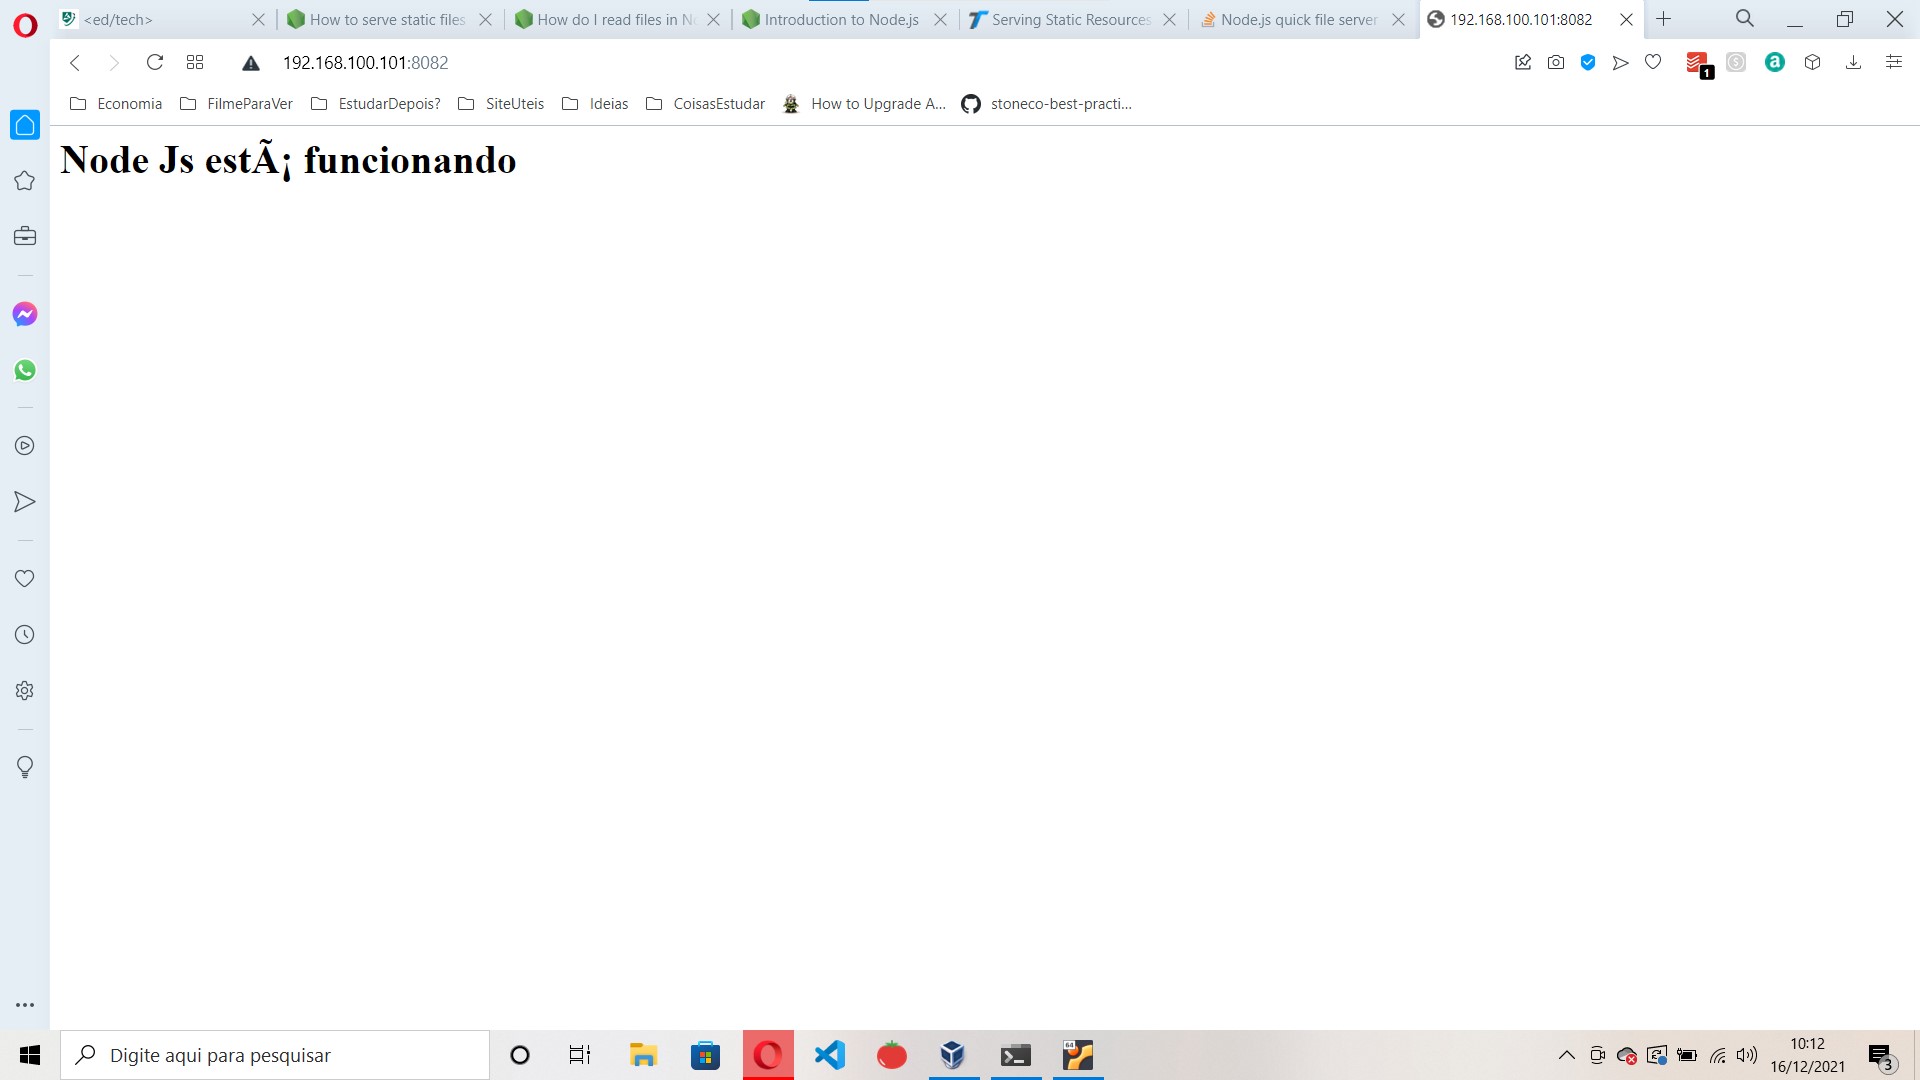 <ed/tech>
How to serve static files
How do I read files in N
Introduction to Node.js
Serving Static Resources
Node.js quick file server
192.168.100.101:8082
192.168.100.101:8082
1
Economia
FilmeParaVer
EstudarDepois?
SiteUteis
Ideias
CoisasEstudar
How to Upgrade A...
stoneco-best-practi...
Node Js estÃ¡ funcionando
Digite aqui para pesquisar
64
10:12
16/12/2021
3